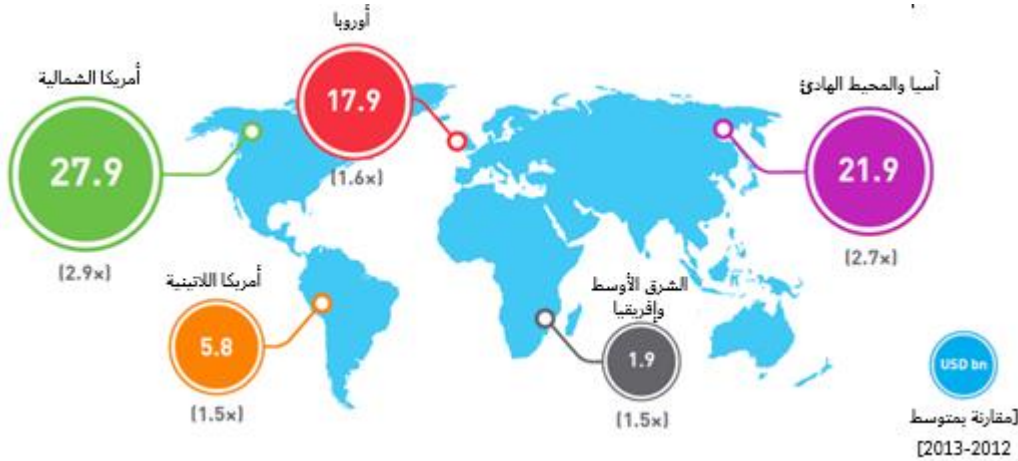 أوروبا
17.9
(1.6×)
أمريكا الشمالية
27.9
(2.9×)
آسيا والمحيط الهادئ
21.9
(2.7×)
أمريكا اللاتينية
5.8
(1.5×)
الشرق الأوسط
وإفريقيا
1.9
(1.5×)
USD bn
[مقارنة بمتوسط
2012-2013]